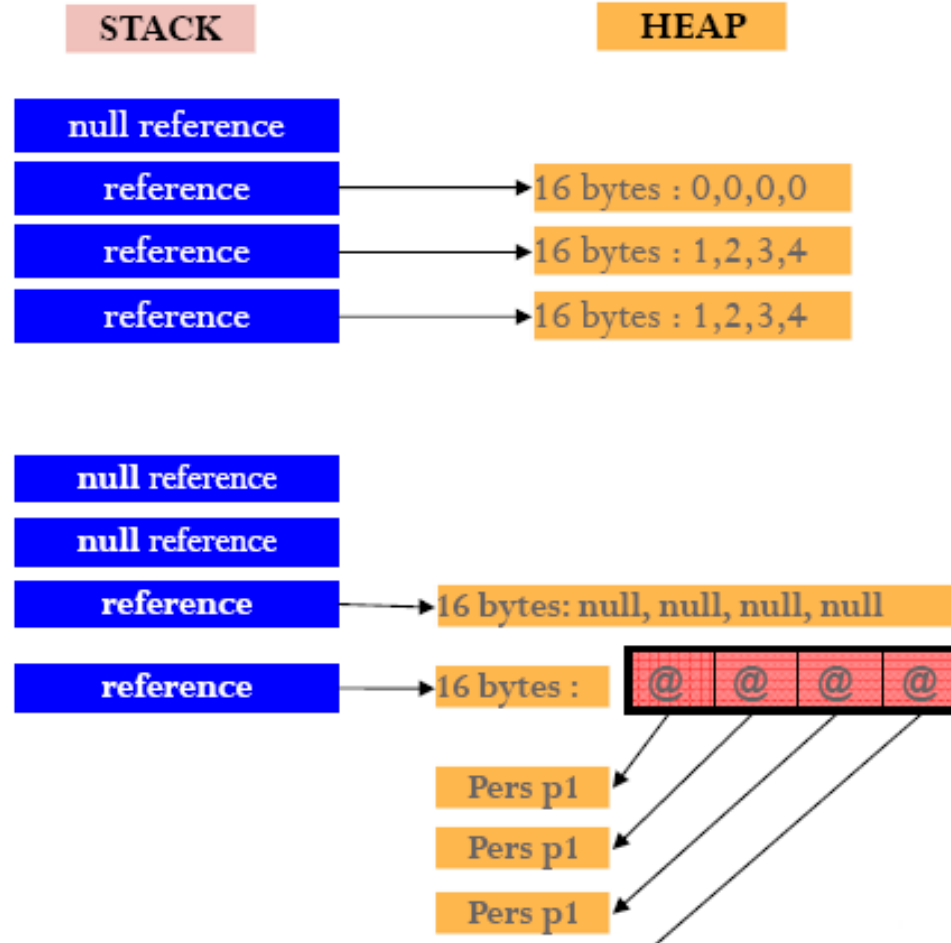 STACK HEAP
null reference
reference 16 bytes : 0,0,0,0
reference 16 bytes : 1,2,3,4
reference 16 bytes : 1,2,3,4
null reference
null reference
reference 16 bytes: null, null, null, null
reference 16 bytes : @ @ @ @
Pers p1
Pers p1
Pers p1